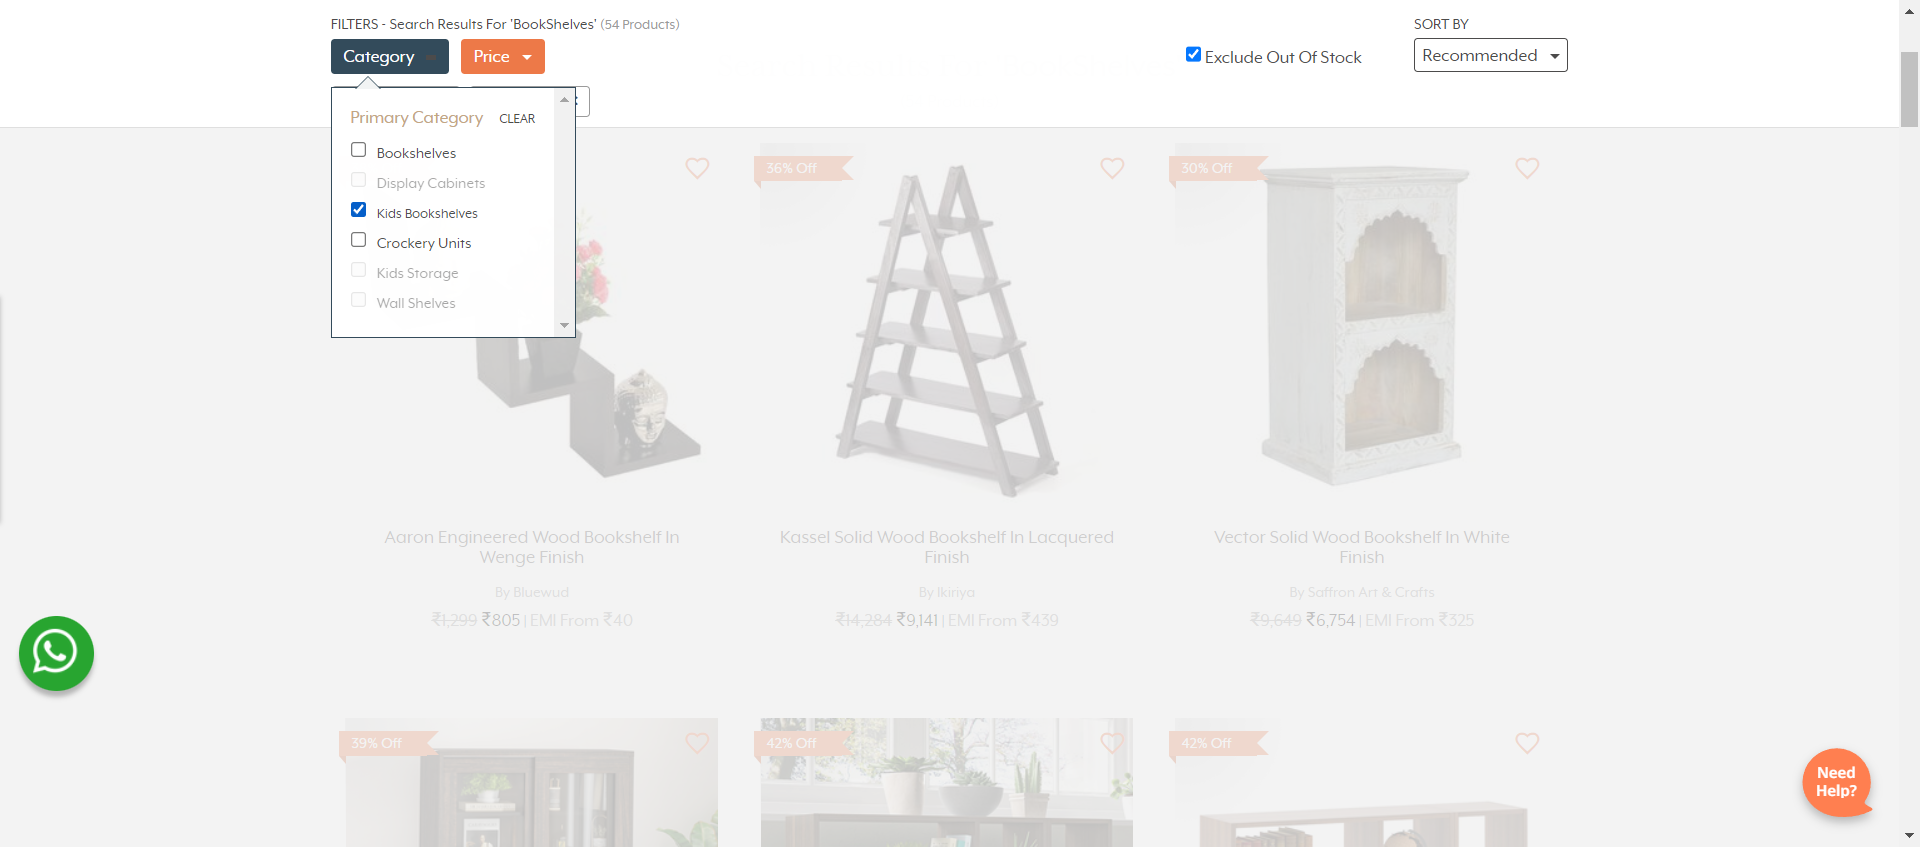 FILTERS - Search Results For 'BookShelves' (54 Products)
SORT BY
Category
Price
Exclude Out Of Stock
Recommended
Primary Category CLEAR
Bookshelves
Display Cabinets
Kids Bookshelves
Crockery Units
Kids Storage
Wall Shelves
36% Off
30% Off
Aaron Engineered Wood Bookshelf In
Wenge Finish
By Bluewud
₹1,299 ₹805 | EMI From ₹40
Kassel Solid Wood Bookshelf In Lacquered
Finish
By Ikiriya
₹14,284 ₹9,141 | EMI From ₹439
Vector Solid Wood Bookshelf In White
Finish
By Saffron Art & Crafts
₹9,649 ₹6,754 | EMI From ₹325
39% Off
42% Off
42% Off
Need
Help?